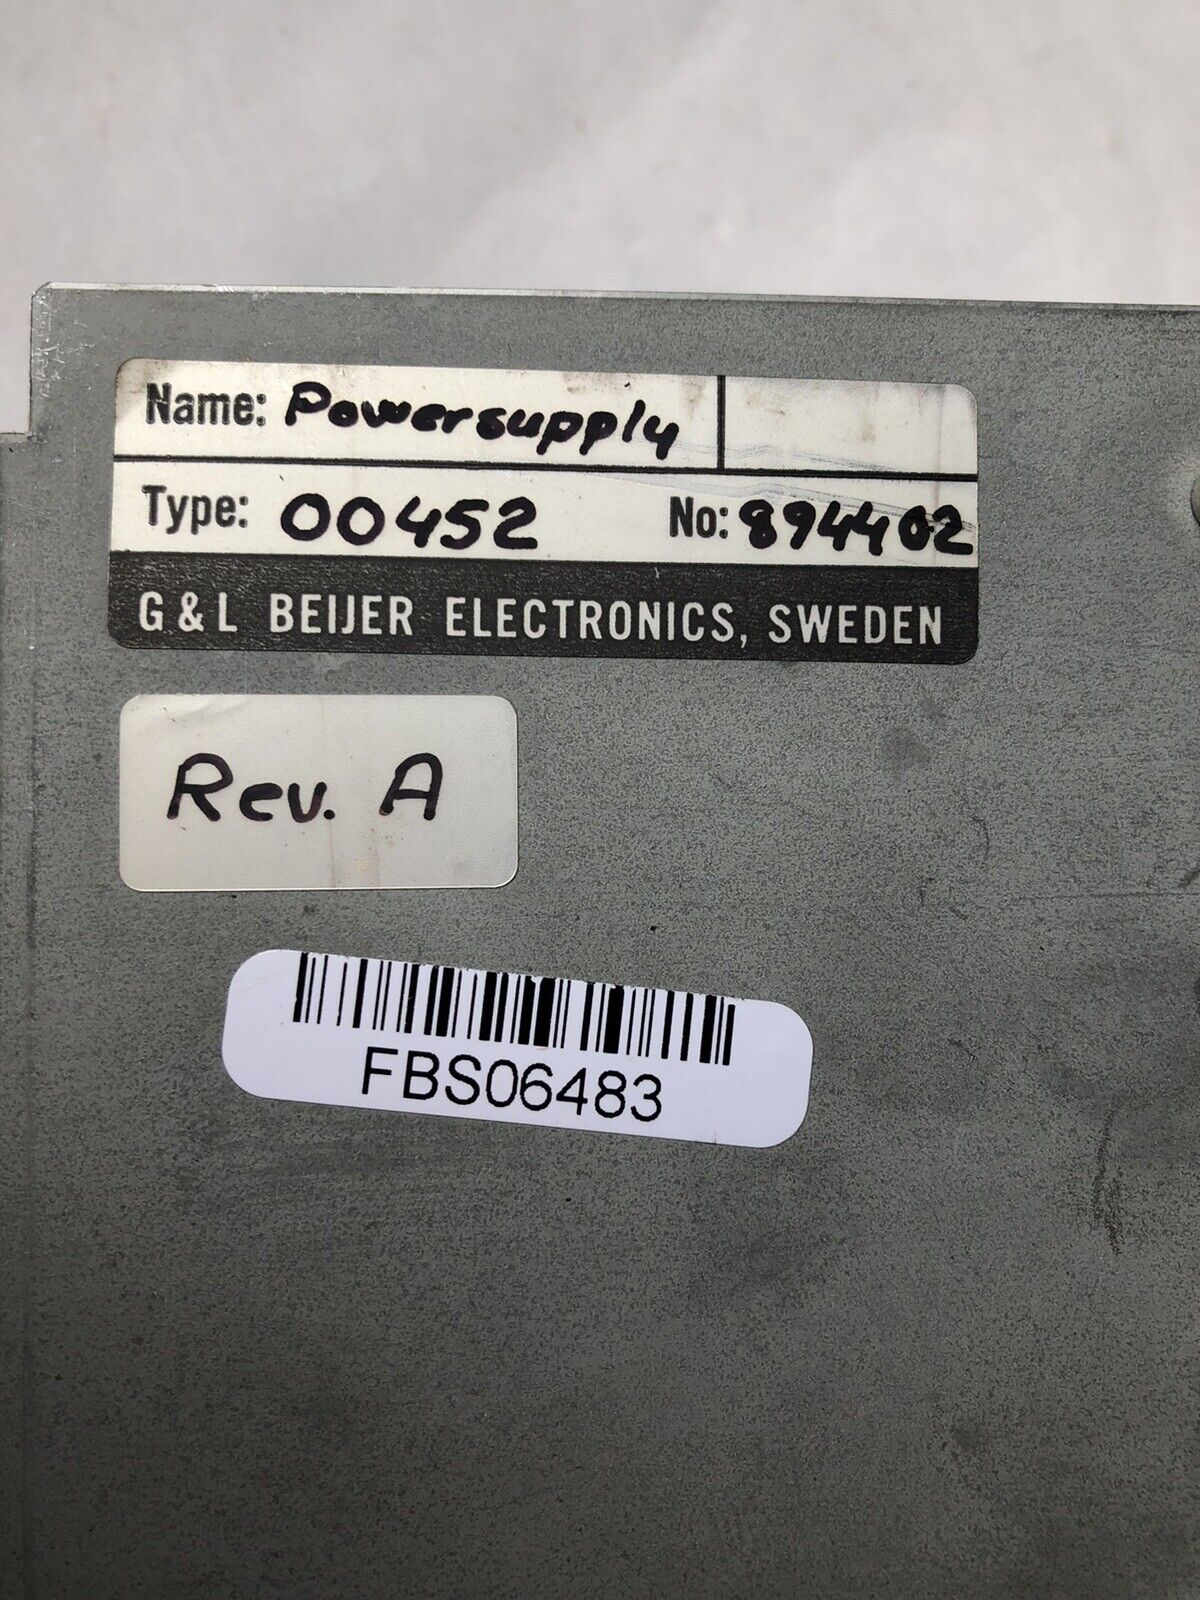 Name: Powersupply
Type: 00452 No: 894402
G & L BEIJER ELECTRONICS, SWEDEN
Rev. A
FBS06483